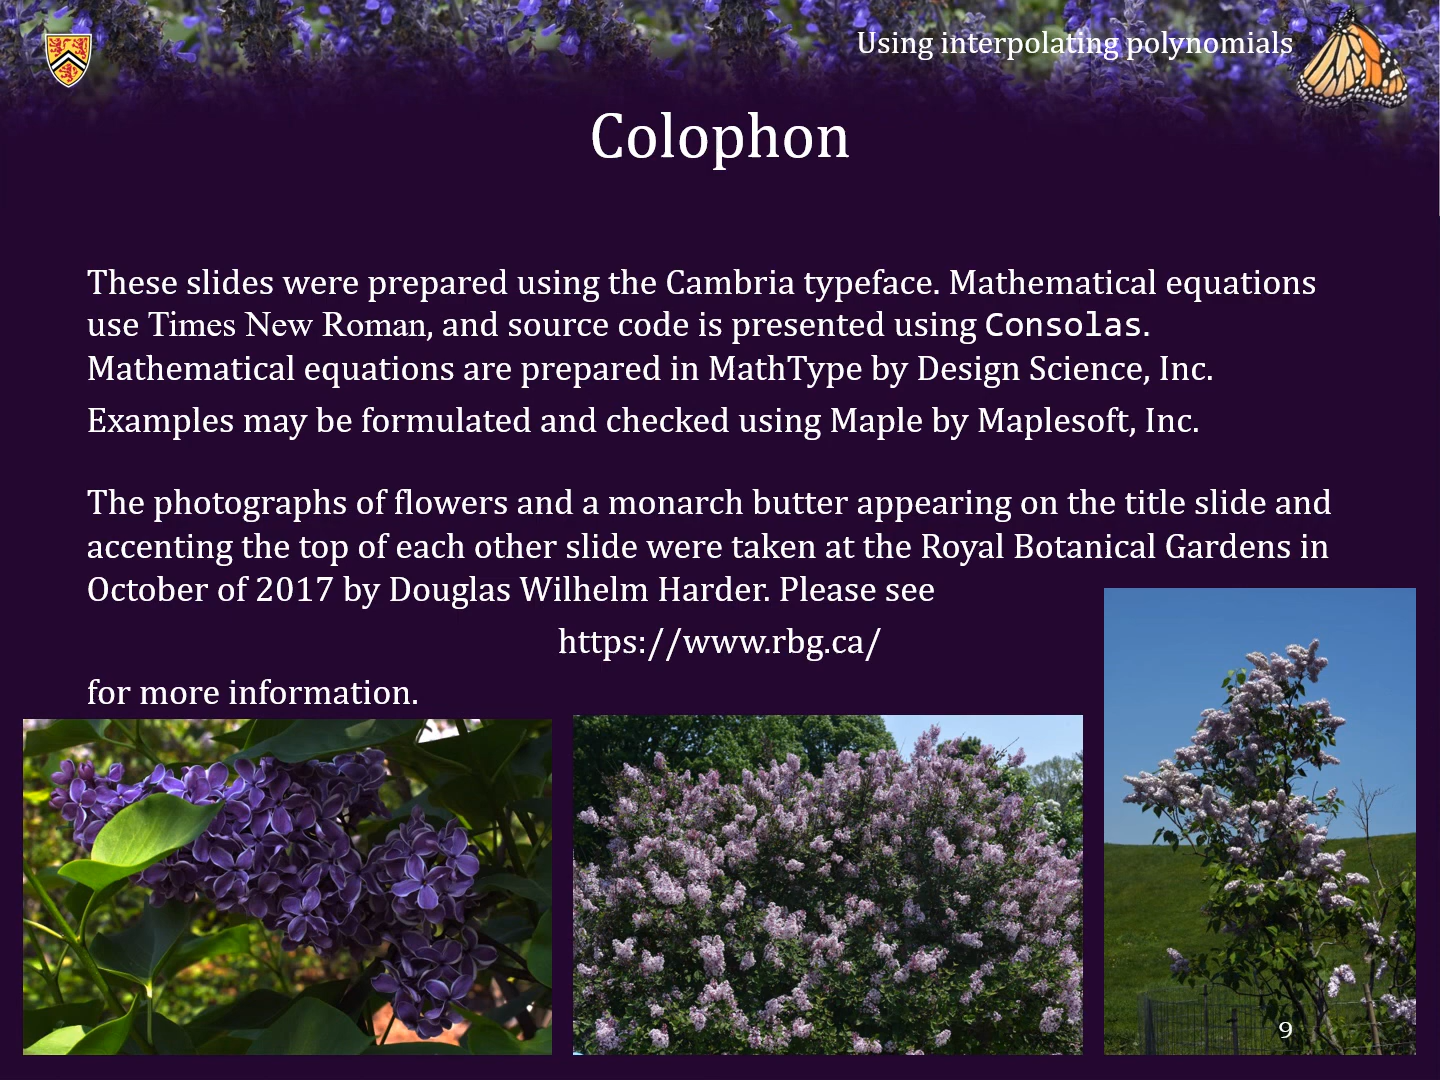 Using interpolating polynomials
Colophon
These slides were prepared using the Cambria typeface. Mathematical equations
use Times New Roman, and source code is presented using Consolas.
Mathematical equations are prepared in MathType by Design Science, Inc.
Examples may be formulated and checked using Maple by Maplesoft, Inc.
The photographs of flowers and a monarch butter appearing on the title slide and
accenting the top of each other slide were taken at the Royal Botanical Gardens in
October of 2017 by Douglas Wilhelm Harder. Please see
https://www.rbg.ca/
for more information.
9